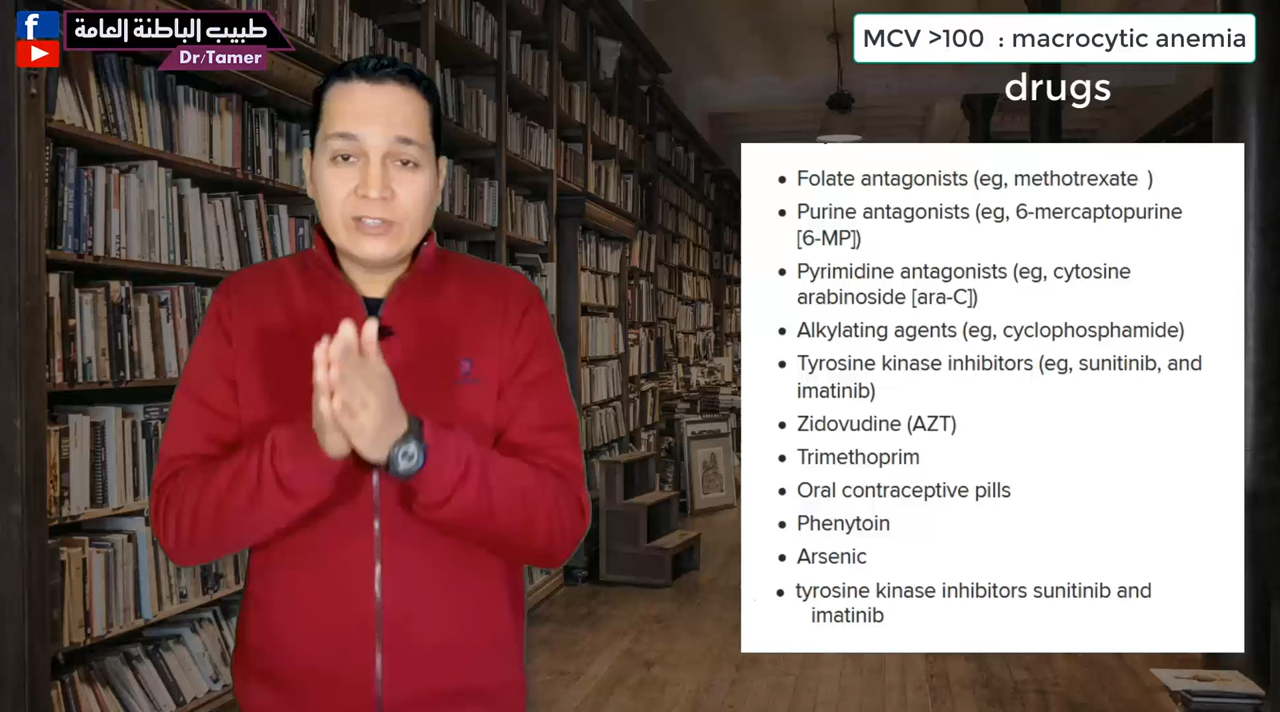 طبيب الباطنة العامة
Dr/Tamer
MCV >100 : macrocytic anemia
drugs
• Folate antagonists (eg, methotrexate )
• Purine antagonists (eg, 6-mercaptopurine
[6-MP])
• Pyrimidine antagonists (eg, cytosine
arabinoside [ara-C])
• Alkylating agents (eg, cyclophosphamide)
• Tyrosine kinase inhibitors (eg, sunitinib, and
imatinib)
• Zidovudine (AZT)
• Trimethoprim
• Oral contraceptive pills
• Phenytoin
• Arsenic
• tyrosine kinase inhibitors sunitinib and
imatinib